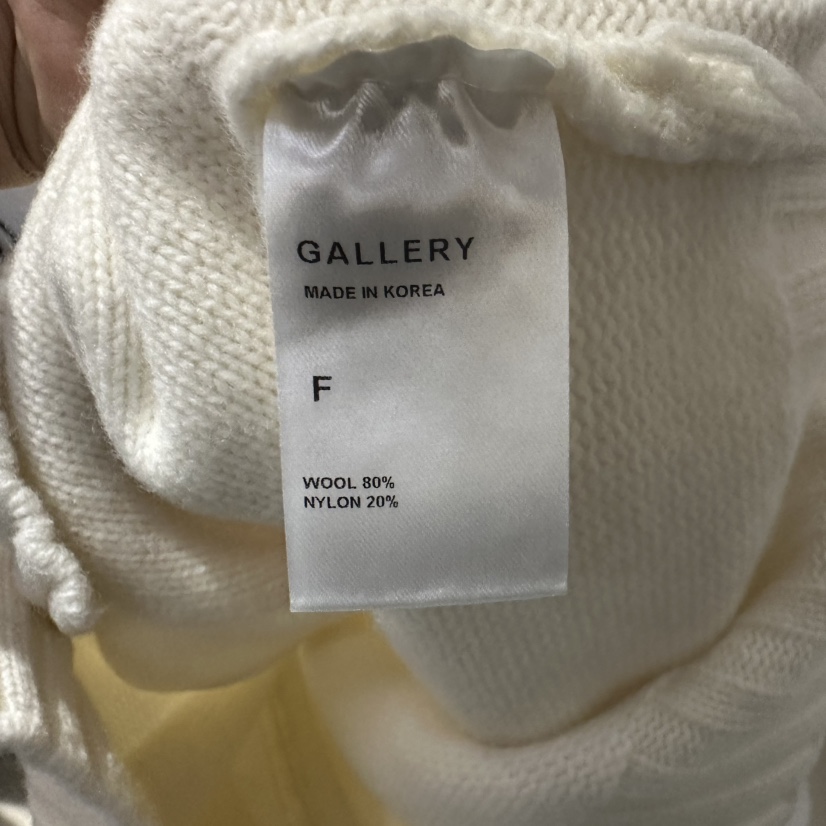 GALLERY
MADE IN KOREA
F
WOOL 80%
NYLON 20%